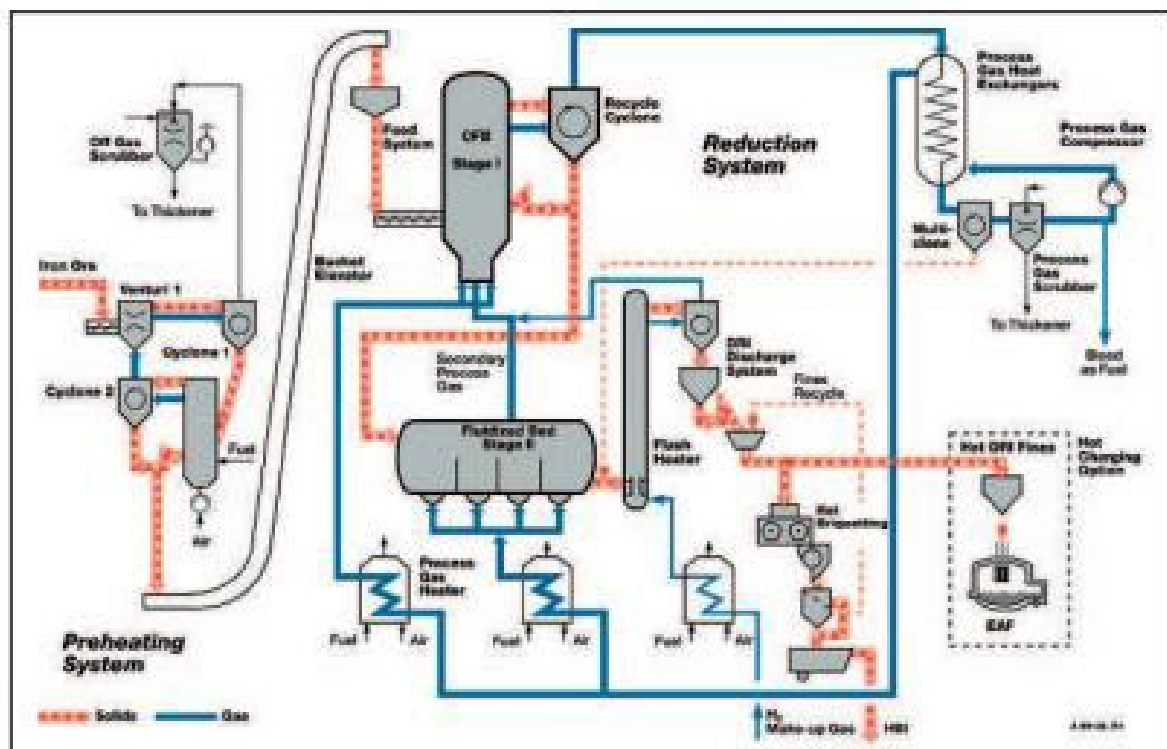 Off Gas
Scrubber
To Thickener
Iron Ore
Venturi 1
Cyclone 1
Cyclone 2
Fuel
Air
Preheating
System
Solids
Gas
Feed
System
Bucket
Elevator
CFB
Stage I
Recycle
Cyclone
Reduction
System
Process
Gas Heat
Exchangers
Process Gas
Compressor
Multi-
clone
Process
Gas
Scrubber
To Thickener
Bleed
as Fuel
Secondary
Process
Gas
Fluidized Bed
Stage II
DRI
Discharge
System
Fines
Recycle
Flash
Heater
Hot
Briquetting
Hot DRI Fines
Hot
Charging
Option
EAF
Process
Gas
Heater
Fuel
Air
Fuel
Air
Fuel
Air
H₂
Make-up Gas
HBI